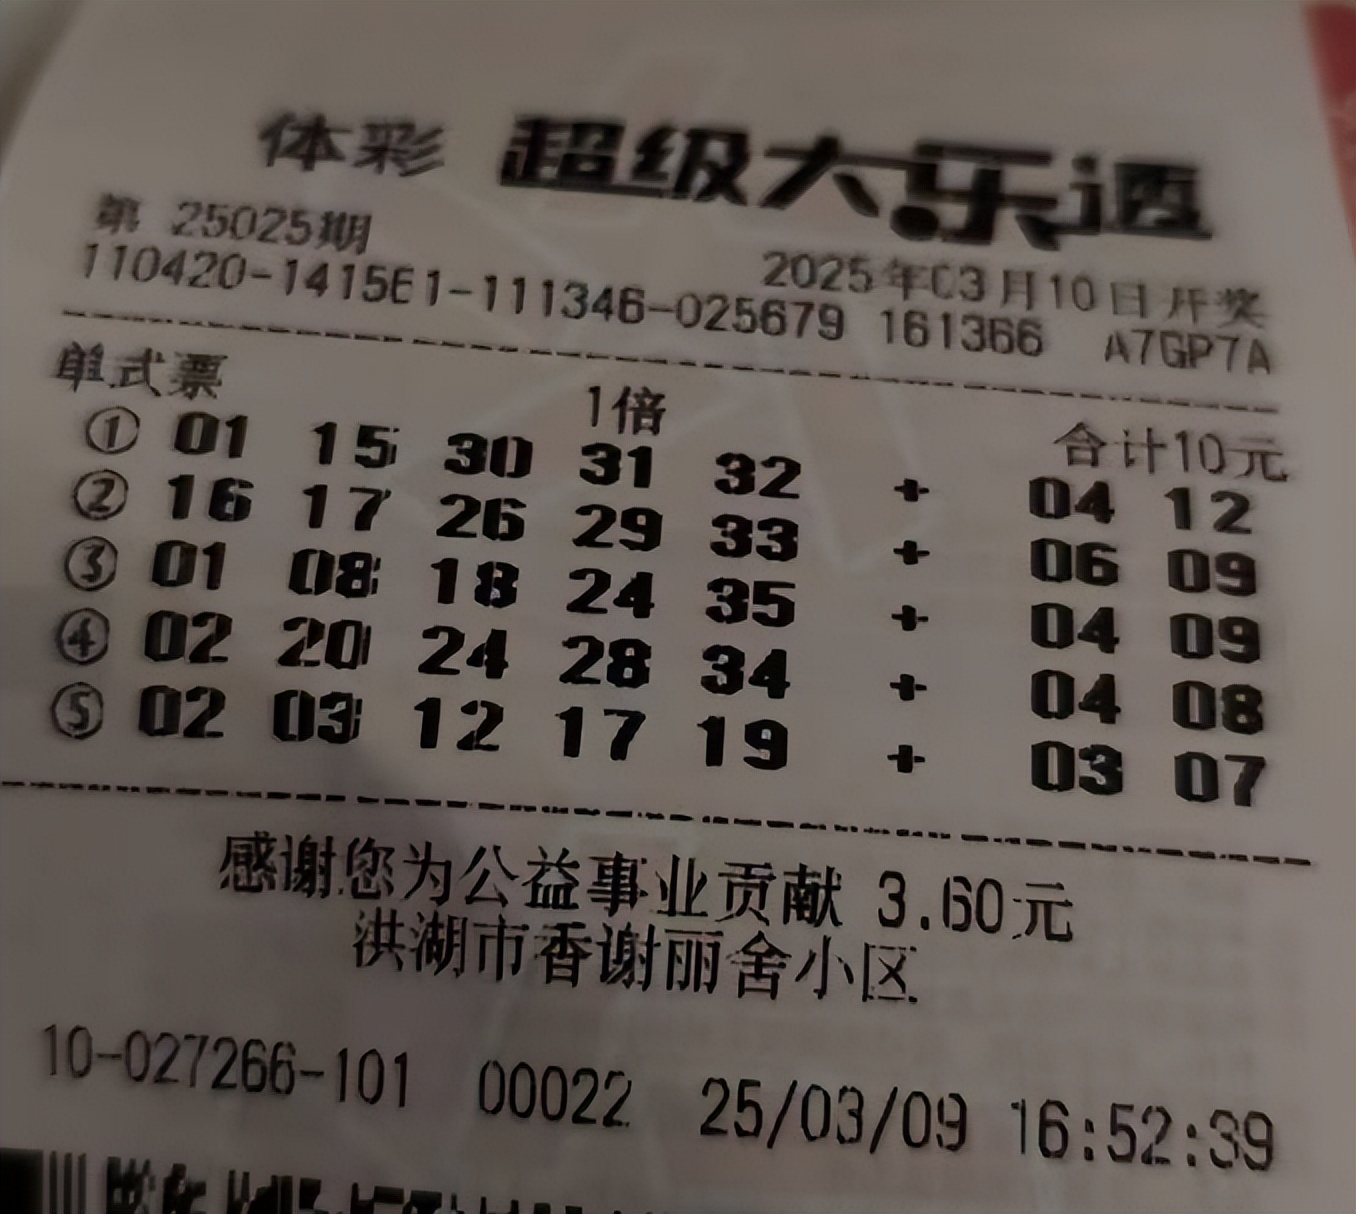 体彩 超级大乐透
第 25025期 2025年03月10日开奖
110420-141561-111346-025679 161366 A7GP7A
单式票 1倍 合计10元
① 01 15 30 31 32 + 04 12
② 16 17 26 29 33 + 06 09
③ 01 08 18 24 35 + 04 09
④ 02 20 24 28 34 + 04 08
⑤ 02 03 12 17 19 + 03 07
感谢您为公益事业贡献 3.60元
洪湖市香谢丽舍小区
10-027266-101 00022 25/03/09 16:52:39